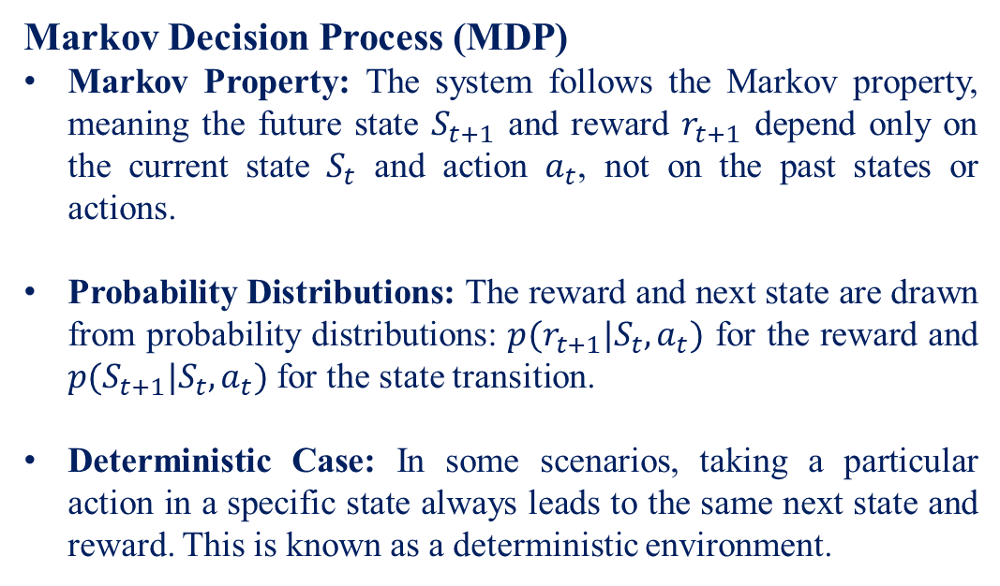 Markov Decision Process (MDP)
• Markov Property: The system follows the Markov property,
meaning the future state $S_{t+1}$ and reward $r_{t+1}$ depend only on
the current state $S_t$ and action $a_t$, not on the past states or
actions.
• Probability Distributions: The reward and next state are drawn
from probability distributions: $p(r_{t+1}|S_t, a_t)$ for the reward and
$p(S_{t+1}|S_t, a_t)$ for the state transition.
• Deterministic Case: In some scenarios, taking a particular
action in a specific state always leads to the same next state and
reward. This is known as a deterministic environment.